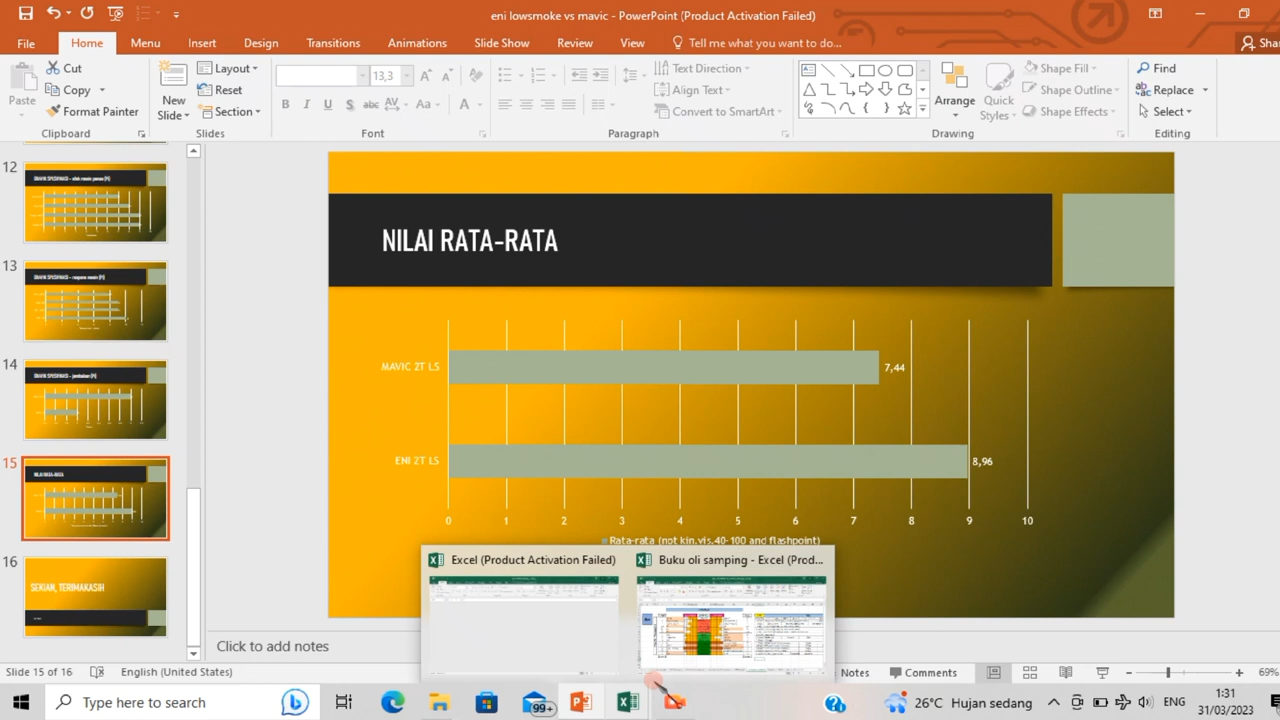 eni lowsmoke vs mavic - PowerPoint (Product Activation Failed)
File Home Menu Insert Design Transitions Animations Slide Show Review View Tell me what you want to do... Shar
Paste
Cut
Copy
Format Painter
Clipboard
New Slide
Layout
Reset
Section
Slides
13,3
B I U S abc AV Aa A
Font
Text Direction
Align Text
Convert to SmartArt
Paragraph
Arrange
Quick Styles
Shape Fill
Shape Outline
Shape Effects
Drawing
Find
Replace
Select
Editing
12
13
14
15
NILAI RATA-RATA
16
SEKIAN, TERIMAKASIH
NILAI RATA-RATA
MAVIC 2T LS
7,44
ENI 2T LS
8,96
0 1 2 3 4 5 6 7 8 9 10
Rata-rata (not kin.vis.40-100 and flashpoint)
Excel (Product Activation Failed)
Buku oli samping - Excel (Prod...
Click to add notes
Slide 15 of 16 English (United States) Notes Comments 69%
Type here to search
99+
26°C Hujan sedang
ENG
1:31
31/03/2023